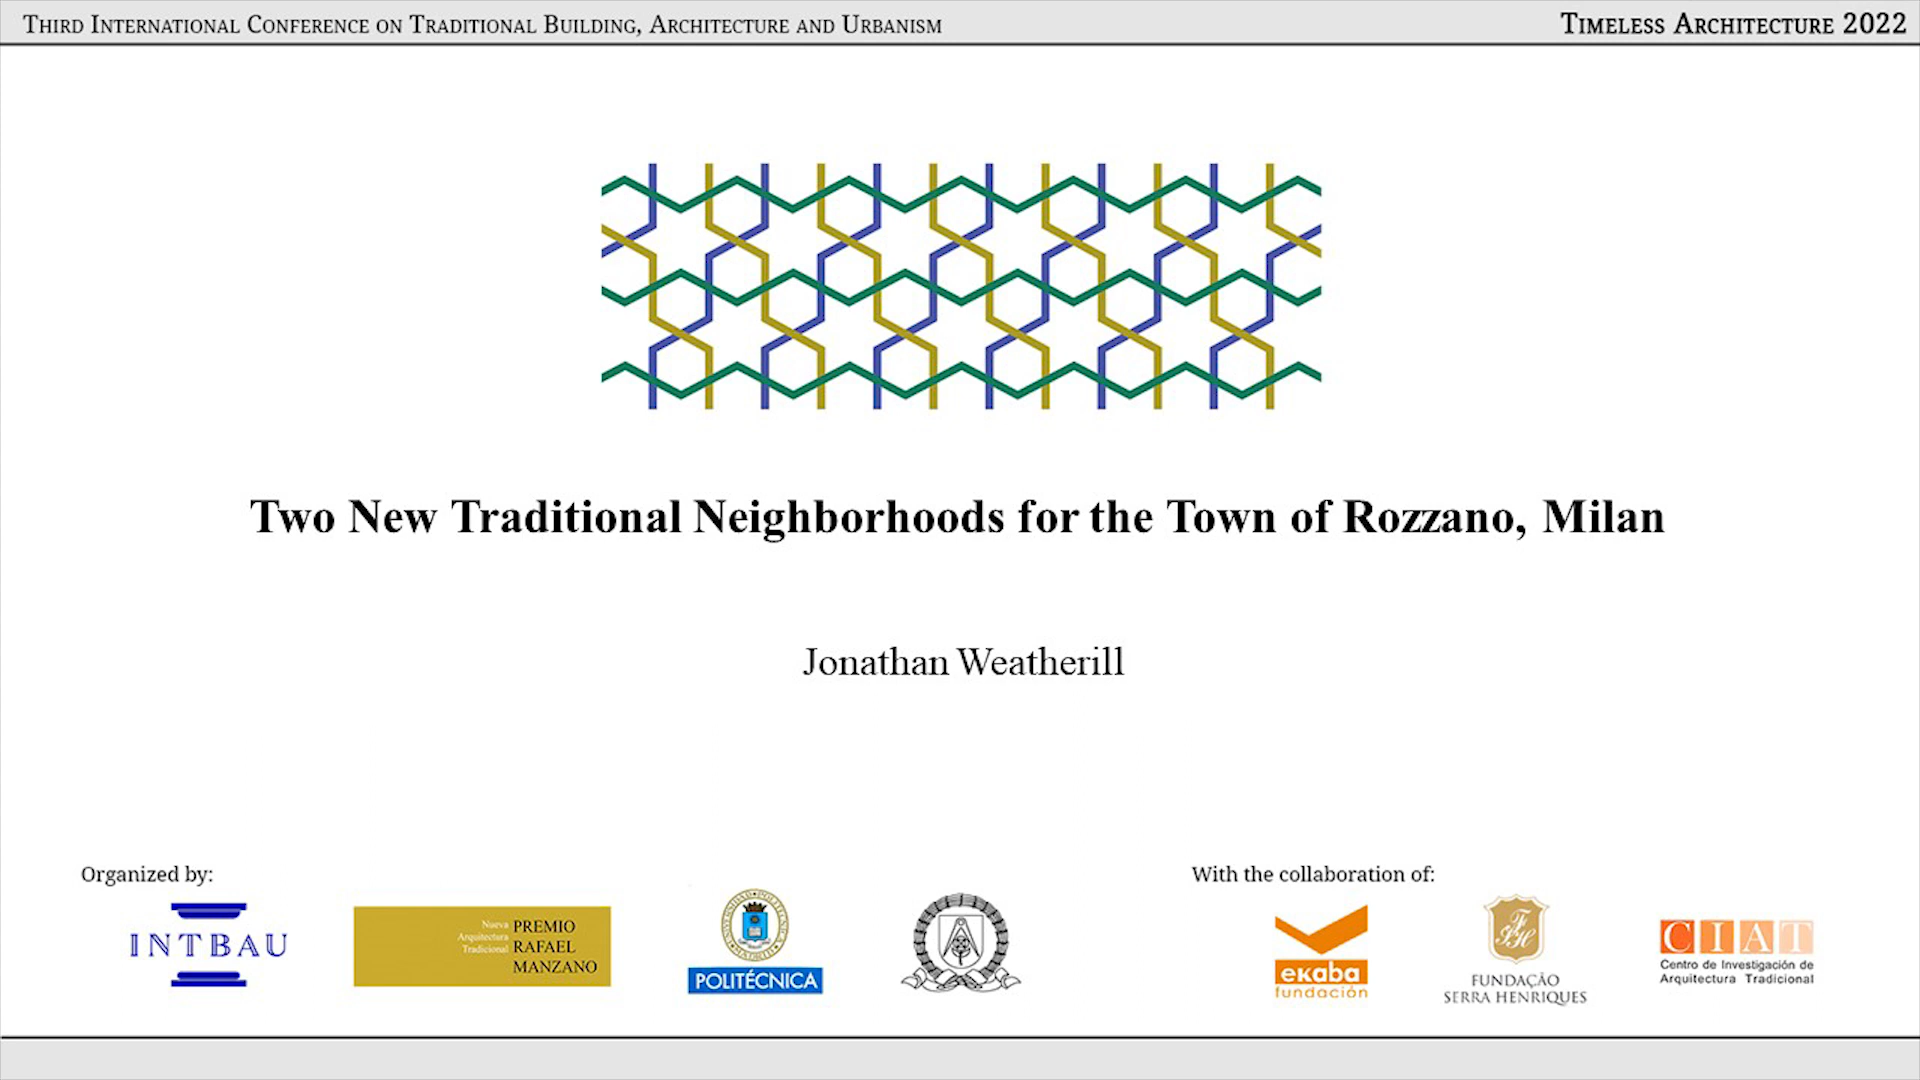 Third International Conference on Traditional Building, Architecture and Urbanism
Timeless Architecture 2022
Two New Traditional Neighborhoods for the Town of Rozzano, Milan
Jonathan Weatherill
Organized by:
With the collaboration of:
INTBAU
Nueva
Arquitectura
Tradicional
PREMIO
RAFAEL
MANZANO
POLITÉCNICA
ekaba
fundación
FSH
FUNDAÇÃO
SERRA HENRIQUES
CIAT
Centro de Investigación de
Arquitectura Tradicional